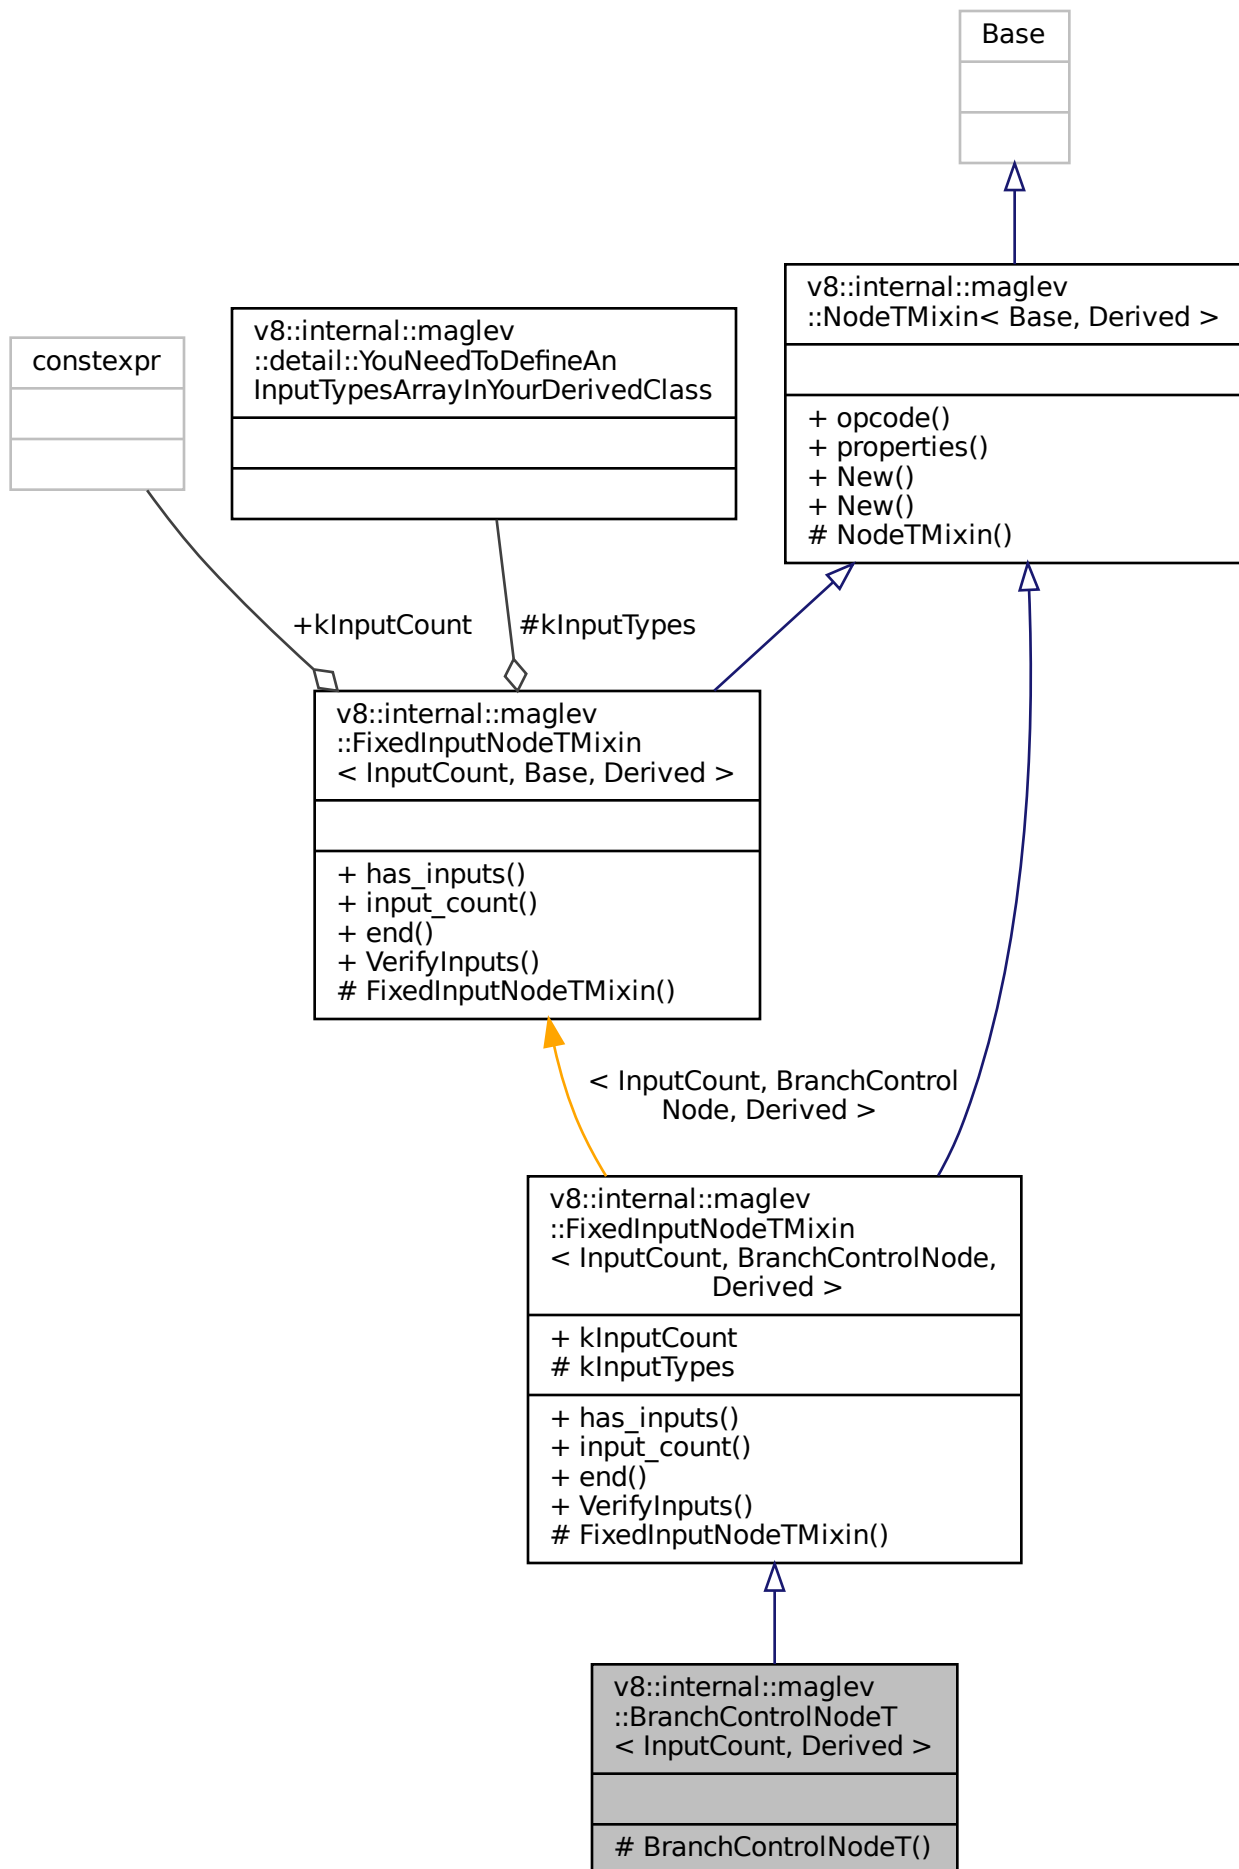 Base
v8::internal::maglev
::NodeTMixin< Base, Derived >
+ opcode()
+ properties()
+ New()
+ New()
# NodeTMixin()
v8::internal::maglev
::detail::YouNeedToDefineAn
InputTypesArrayInYourDerivedClass
constexpr
+kInputCount
#kInputTypes
v8::internal::maglev
::FixedInputNodeTMixin
< InputCount, Base, Derived >
+ has_inputs()
+ input_count()
+ end()
+ VerifyInputs()
# FixedInputNodeTMixin()
< InputCount, BranchControl
Node, Derived >
v8::internal::maglev
::FixedInputNodeTMixin
< InputCount, BranchControlNode,
Derived >
+ kInputCount
# kInputTypes
+ has_inputs()
+ input_count()
+ end()
+ VerifyInputs()
# FixedInputNodeTMixin()
v8::internal::maglev
::BranchControlNodeT
< InputCount, Derived >
# BranchControlNodeT()